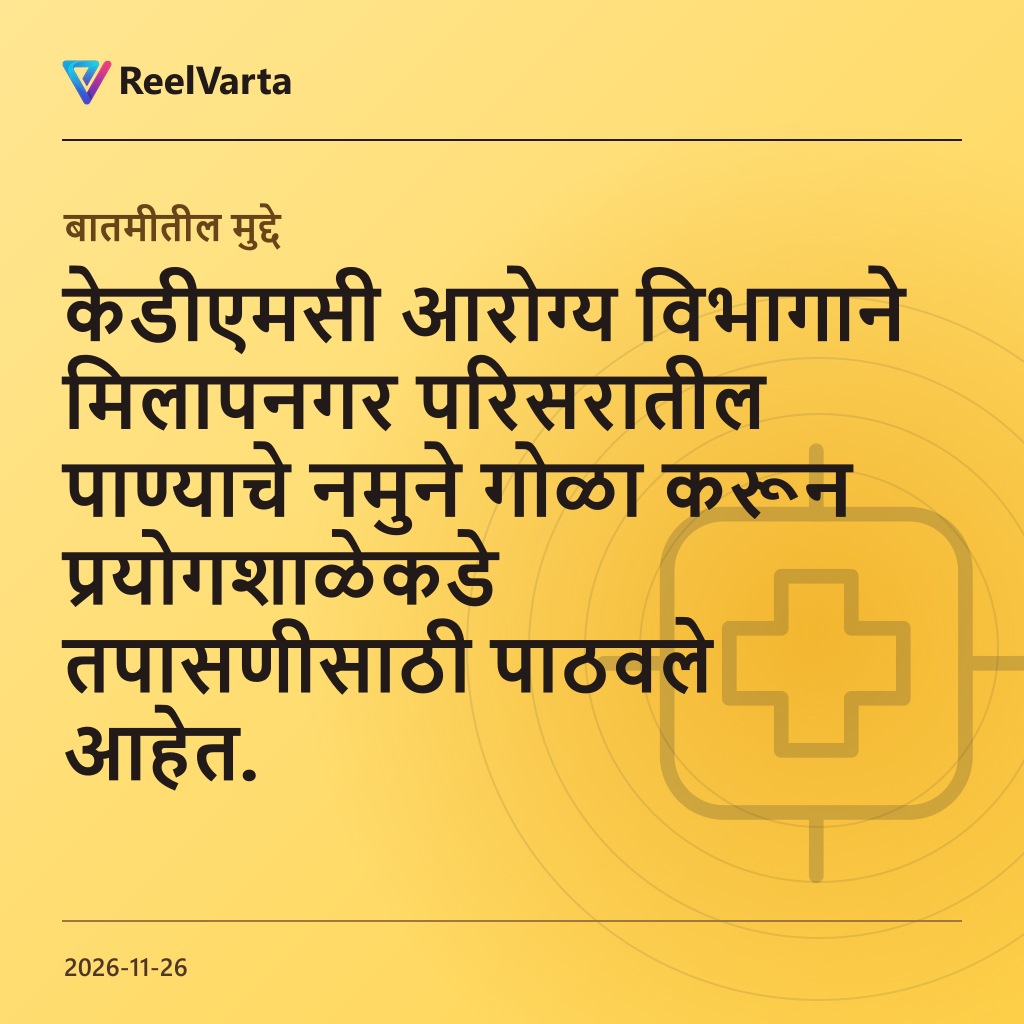 ReelVarta
बातमीतील मुद्दे
केडीएमसी आरोग्य विभागाने
मिलापनगर परिसरातील
पाण्याचे नमुने गोळा करून
प्रयोगशाळेकडे
तपासणीसाठी पाठवले
आहेत.
2026-11-26